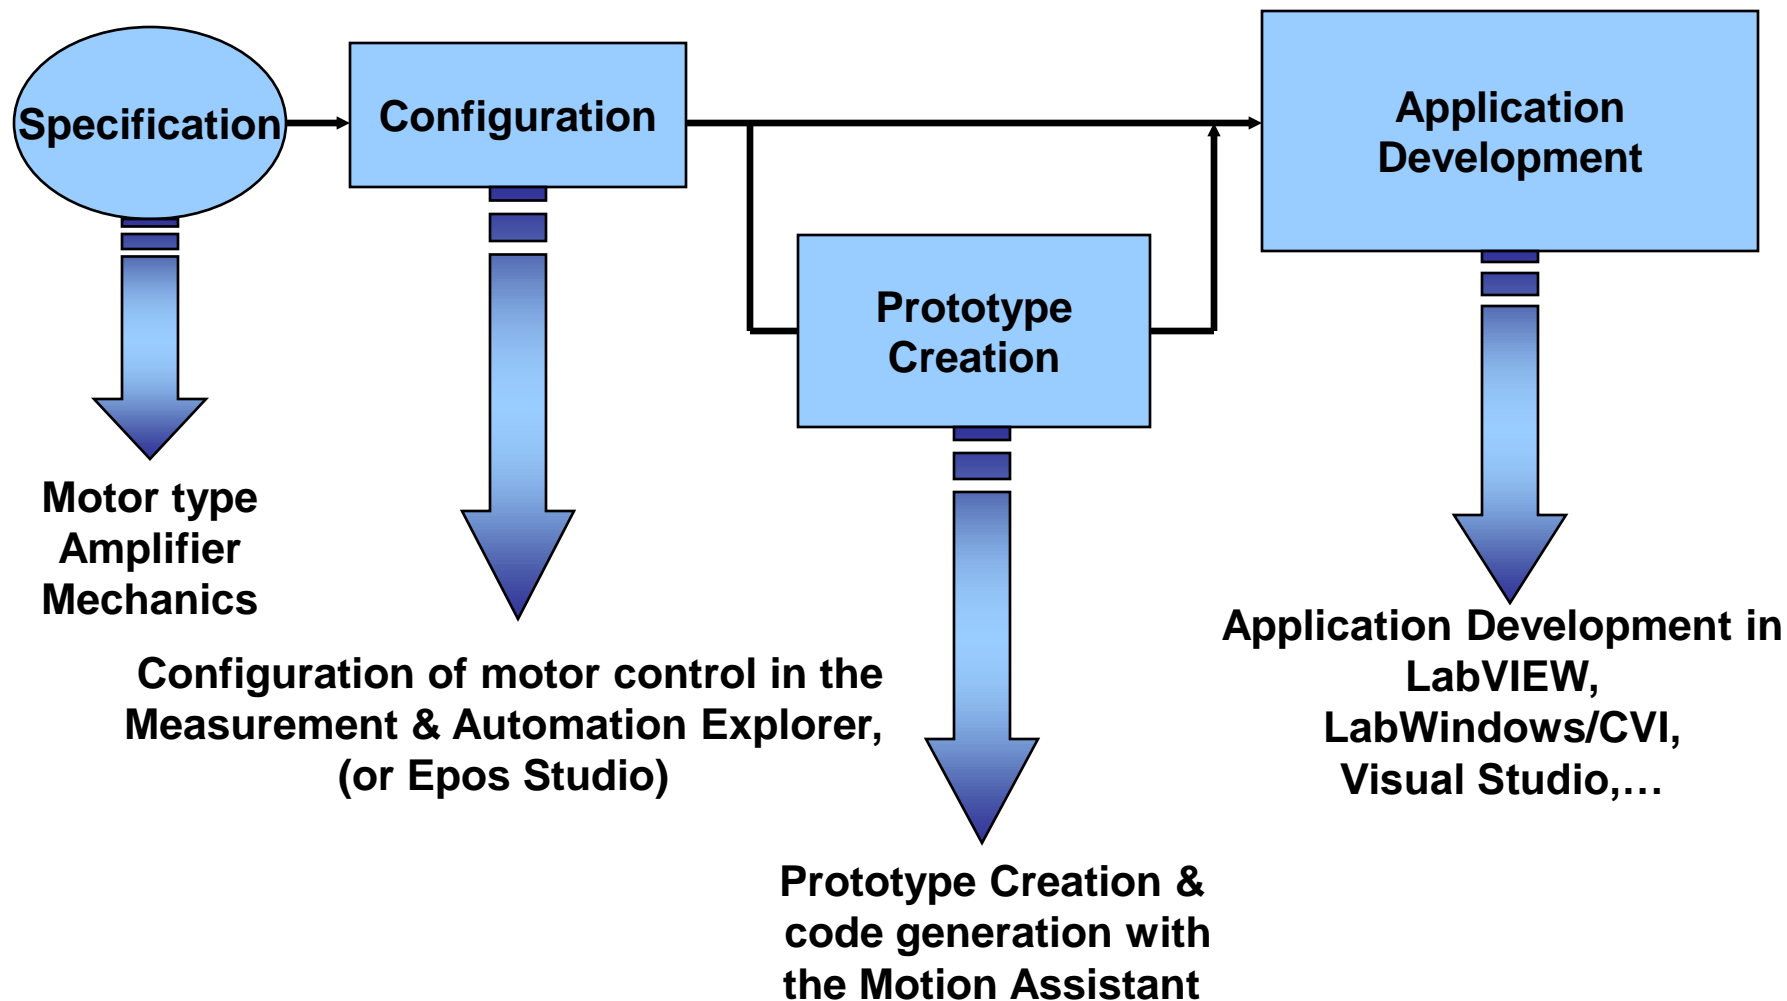 Specification
Configuration
Application
Development
Prototype
Creation
Motor type
Amplifier
Mechanics
Configuration of motor control in the
Measurement & Automation Explorer,
(or Epos Studio)
Application Development in
LabVIEW,
LabWindows/CVI,
Visual Studio,…
Prototype Creation &
code generation with
the Motion Assistant